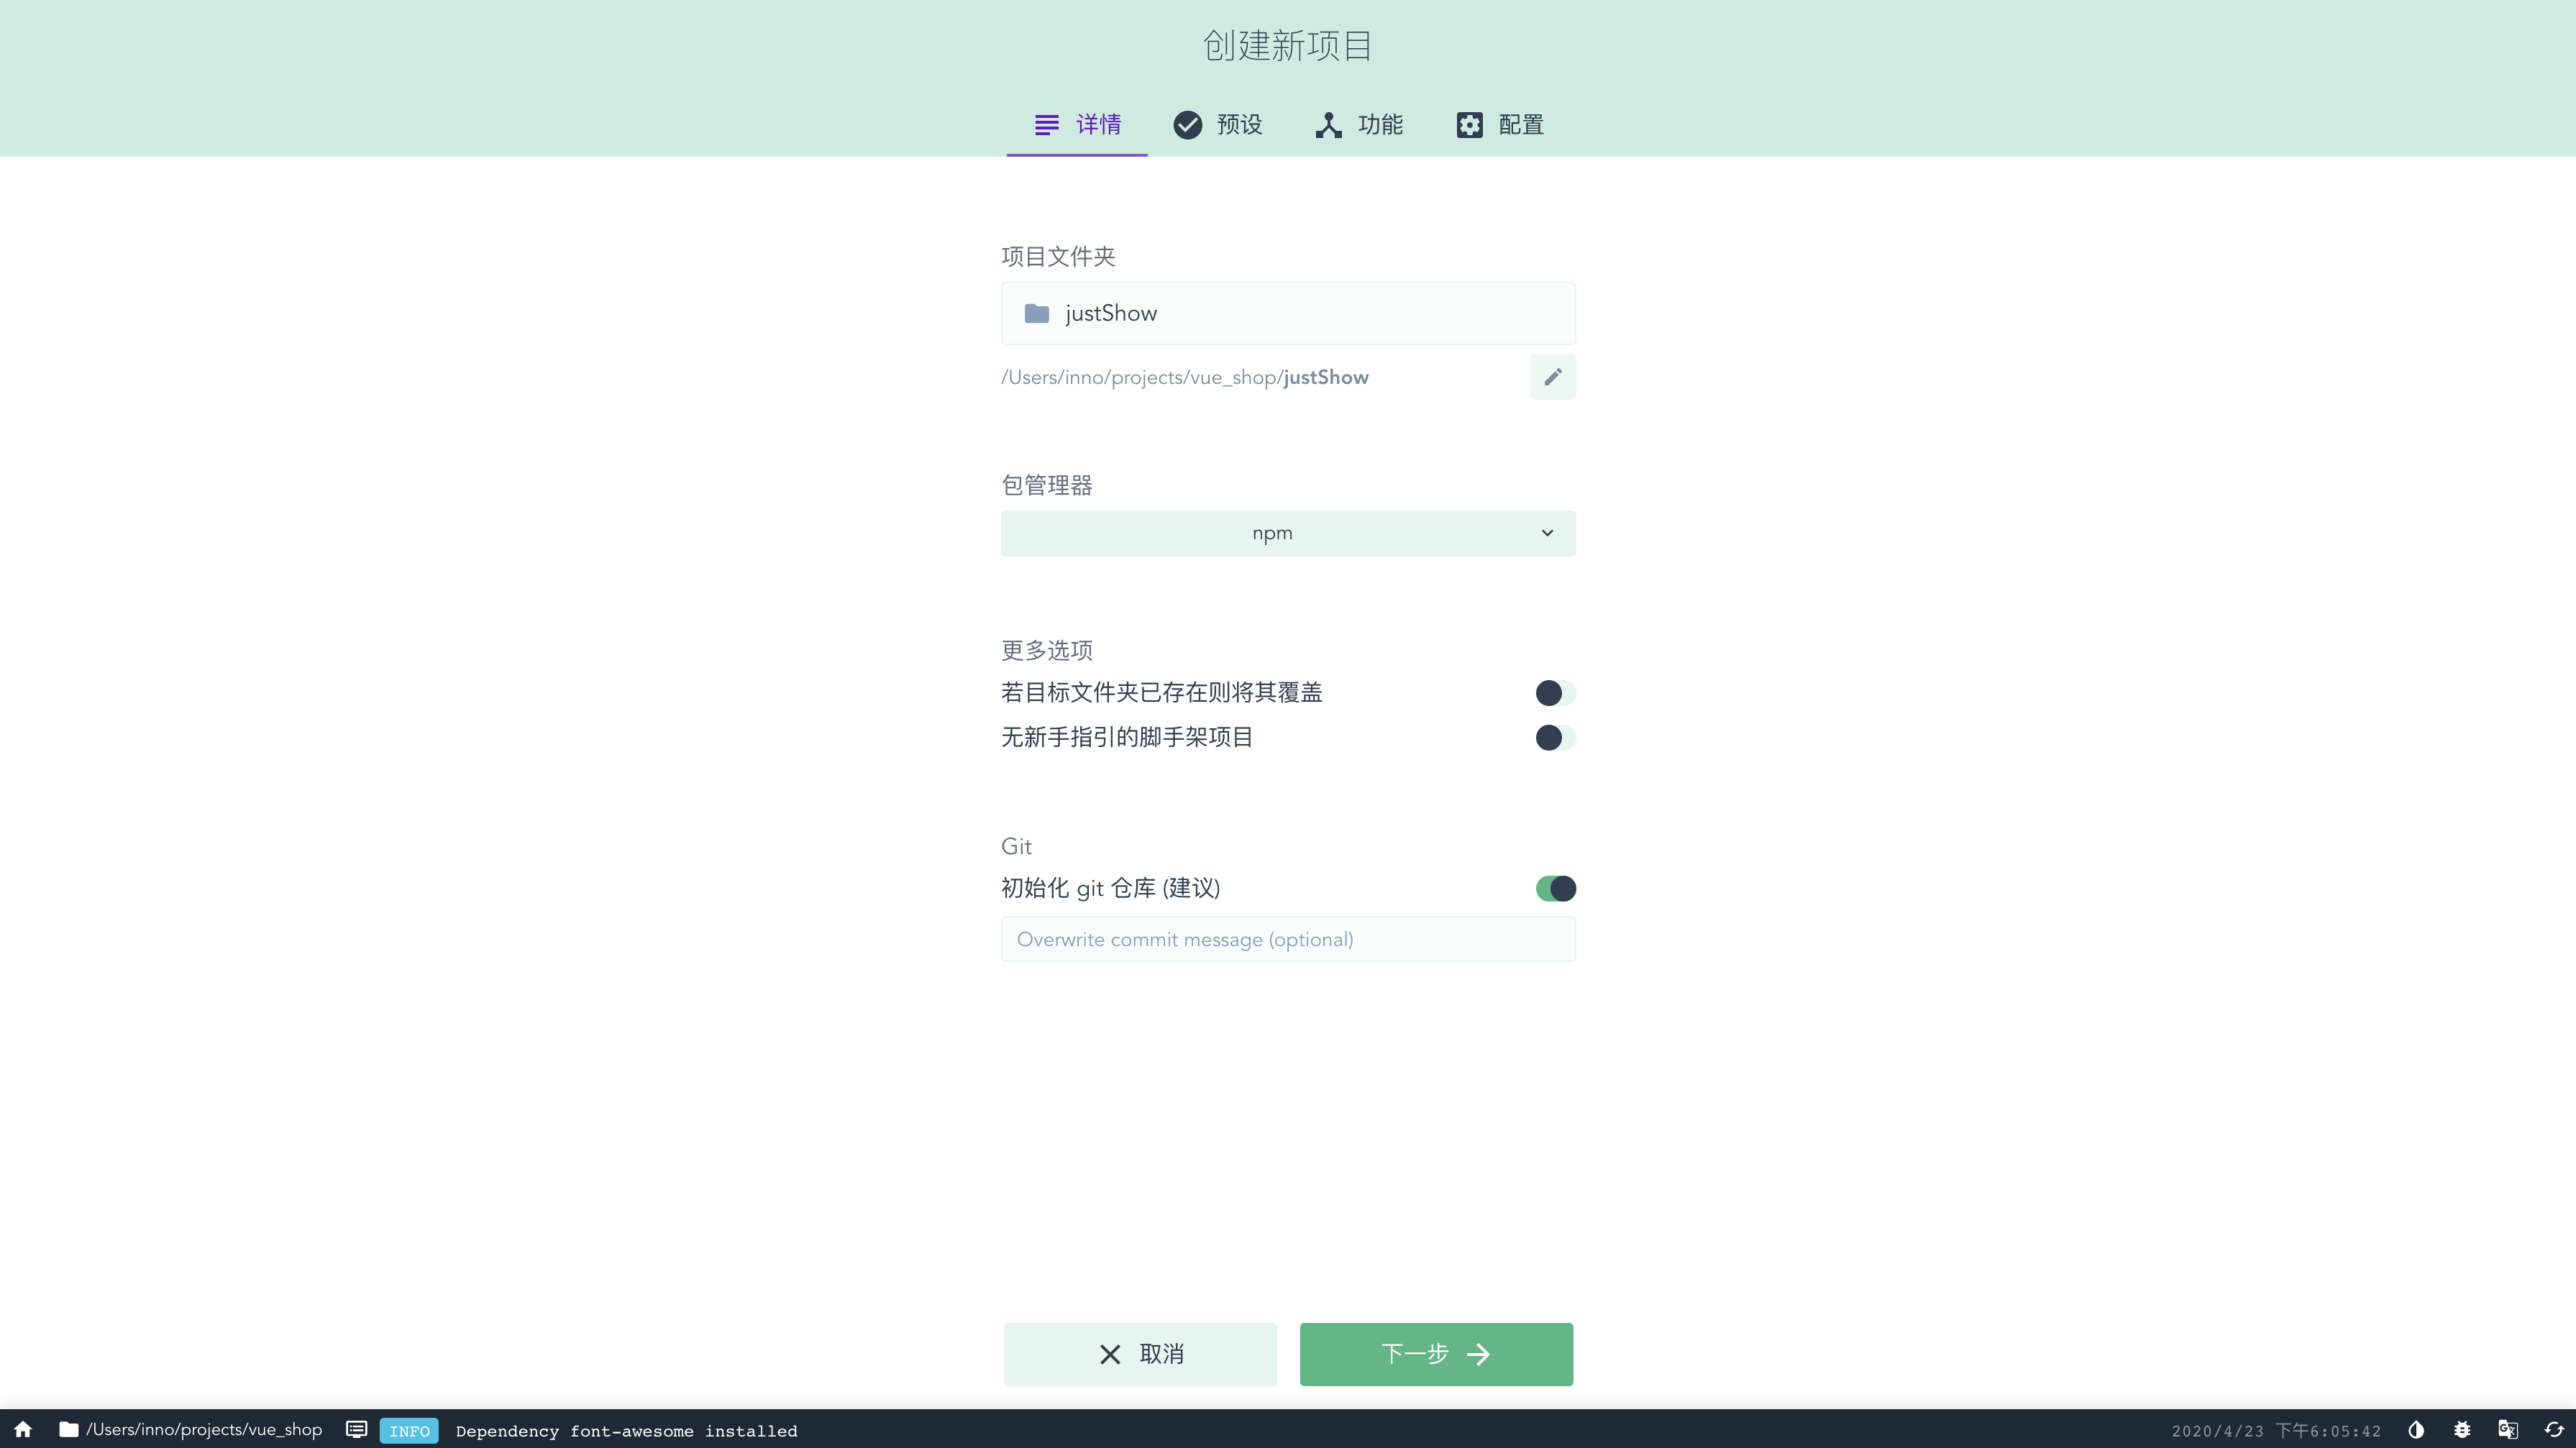 创建新项目
详情 预设 功能 配置
项目文件夹
justShow
/Users/inno/projects/vue_shop/justShow
包管理器
npm
更多选项
若目标文件夹已存在则将其覆盖
无新手指引的脚手架项目
Git
初始化 git 仓库 (建议)
Overwrite commit message (optional)
取消 下一步
/Users/inno/projects/vue_shop INFO Dependency font-awesome installed 2020/4/23 下午6:05:42